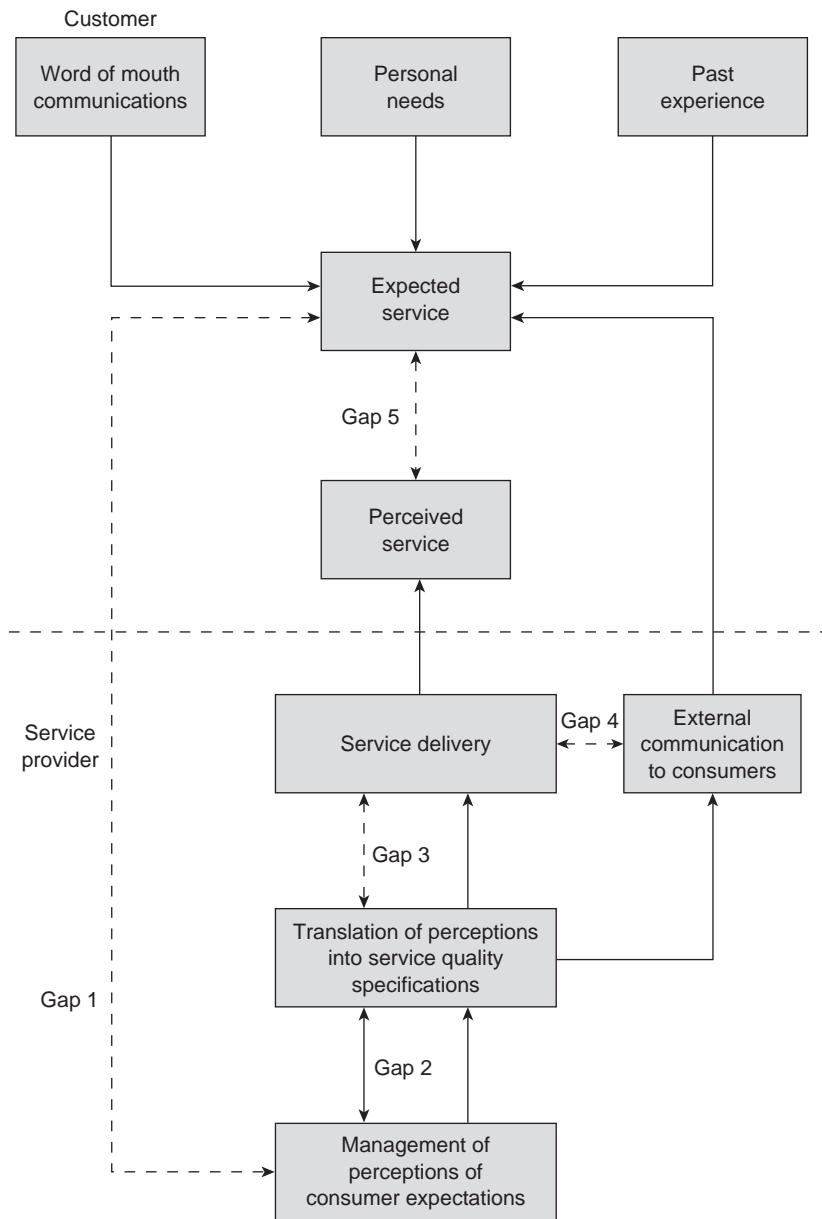 Customer
Word of mouth
communications
Personal
needs
Past
experience
Expected
service
Gap 5
Perceived
service
Service
provider
Service delivery
Gap 4
External
communication
to consumers
Gap 3
Translation of perceptions
into service quality
specifications
Gap 1
Gap 2
Management of
perceptions of
consumer expectations